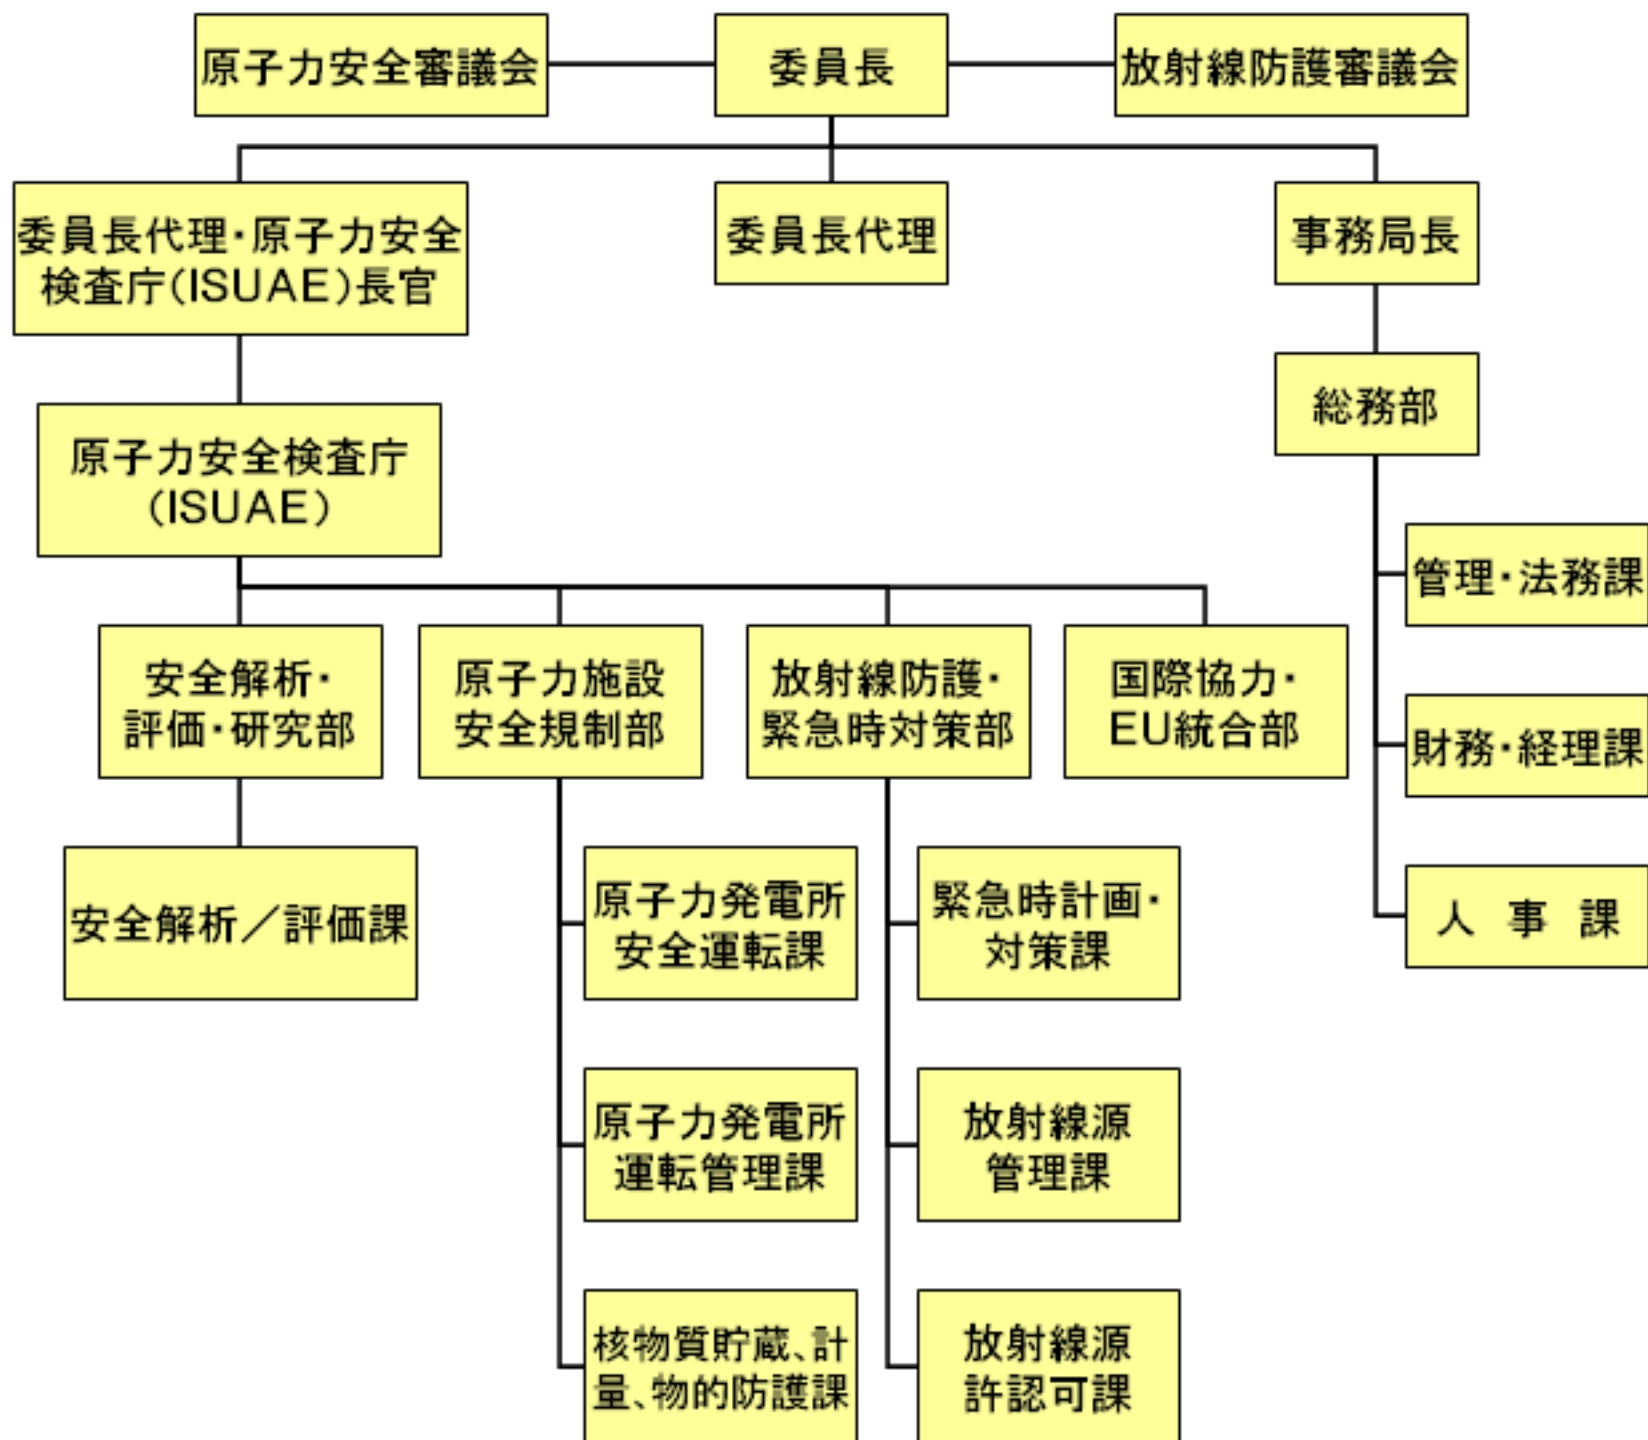 原子力安全審議会
委員長
放射線防護審議会
委員長代理・原子力安全
検査庁(ISUAE)長官
委員長代理
事務局長
総務部
原子力安全検査庁
(ISUAE)
管理・法務課
財務・経理課
人 事 課
安全解析・
評価・研究部
原子力施設
安全規制部
放射線防護・
緊急時対策部
国際協力・
EU統合部
安全解析／評価課
原子力発電所
安全運転課
原子力発電所
運転管理課
核物質貯蔵、計
量、物的防護課
緊急時計画・
対策課
放射線源
管理課
放射線源
許認可課